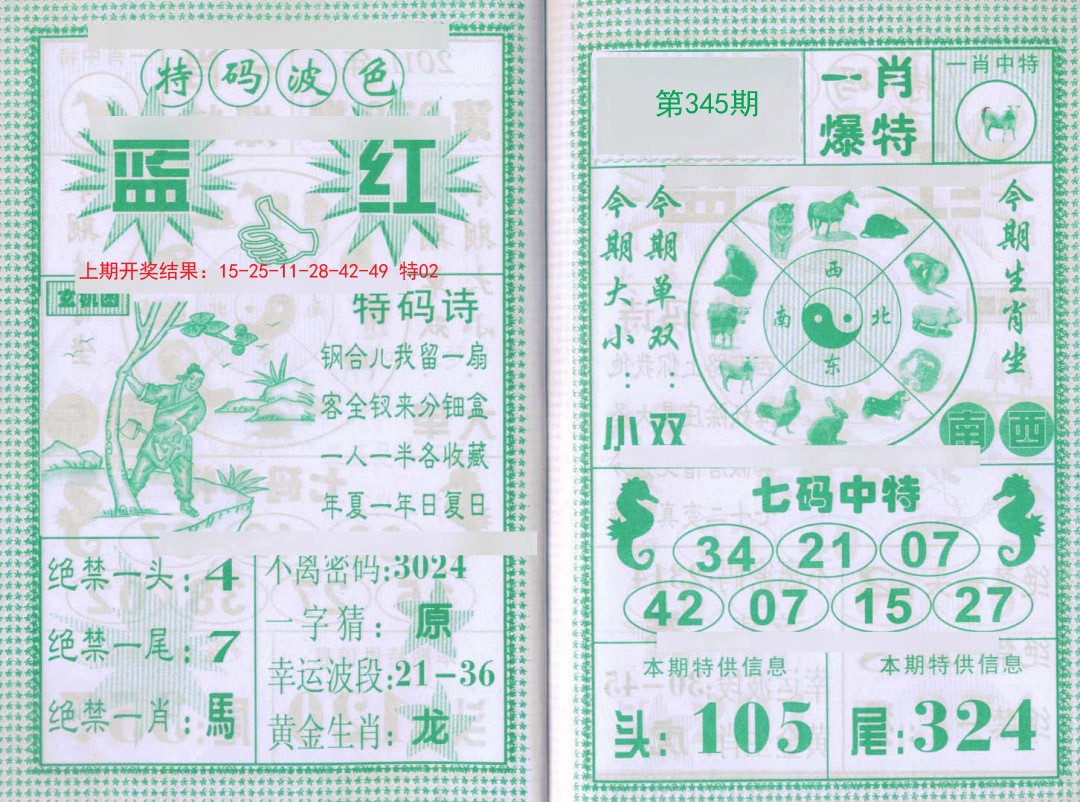 特码波色
蓝 红
上期开奖结果：15-25-11-28-42-49 特02
玄机图
特码诗
钢合儿我留一扇
客全钗来分钿盒
一人一半各收藏
年夏一年日复日
绝禁一头:4
绝禁一尾:7
绝禁一肖:馬
不离密码:3024
一字猜：原
幸运波段:21-36
黄金生肖:龙
第345期
一肖
爆特
一肖中特
今期大小：小
今期单双：双
西
南 北
东
今期生肖坐
南 西
七码中特
34 21 07
42 07 15 27
本期特供信息
头:105
本期特供信息
尾:324